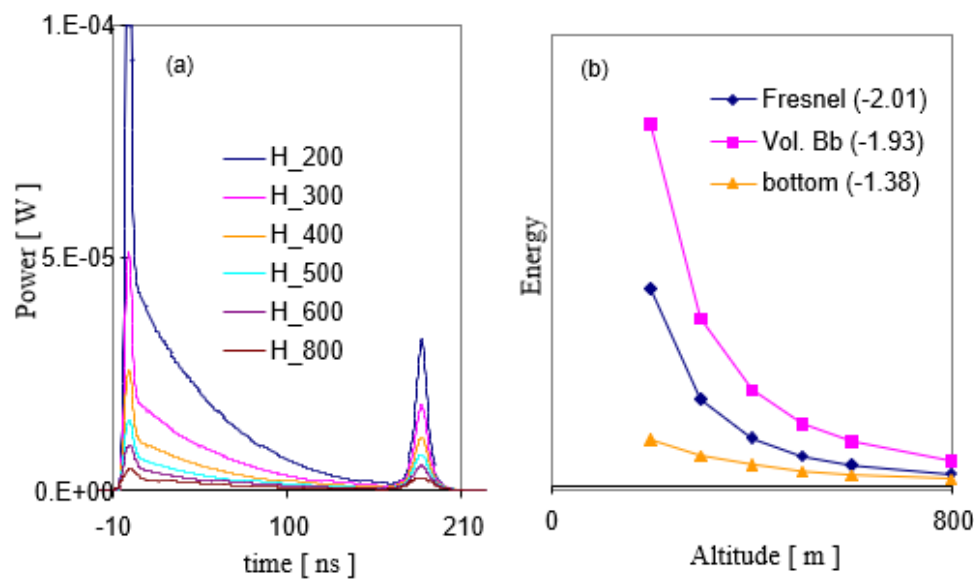 1.E-04
(a)
H_200
H_300
H_400
H_500
H_600
H_800
5.E-05
0.E+00
Power [ W ]
-10
100
210
time [ ns ]
(b)
Fresnel (-2.01)
Vol. Bb (-1.93)
bottom (-1.38)
Energy
0
800
Altitude [ m ]